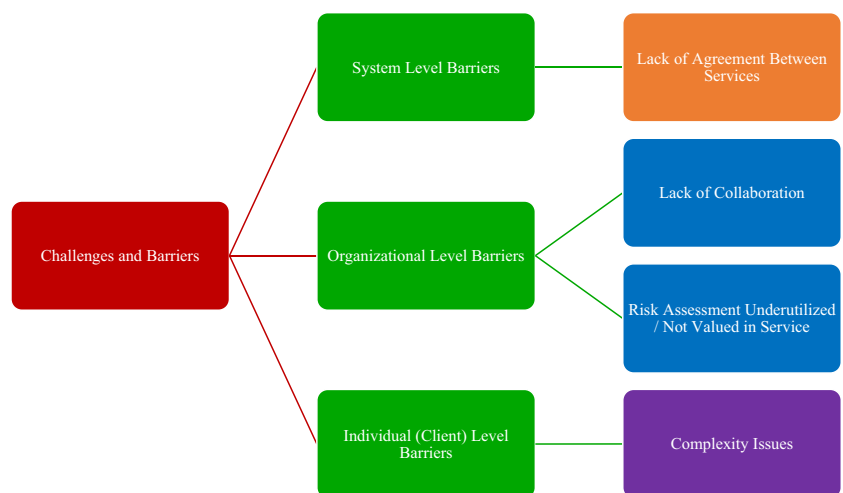 System Level Barriers
Lack of Agreement Between
Services
Lack of Collaboration
Challenges and Barriers
Organizational Level Barriers
Risk Assessment Underutilized
/ Not Valued in Service
Individual (Client) Level
Barriers
Complexity Issues